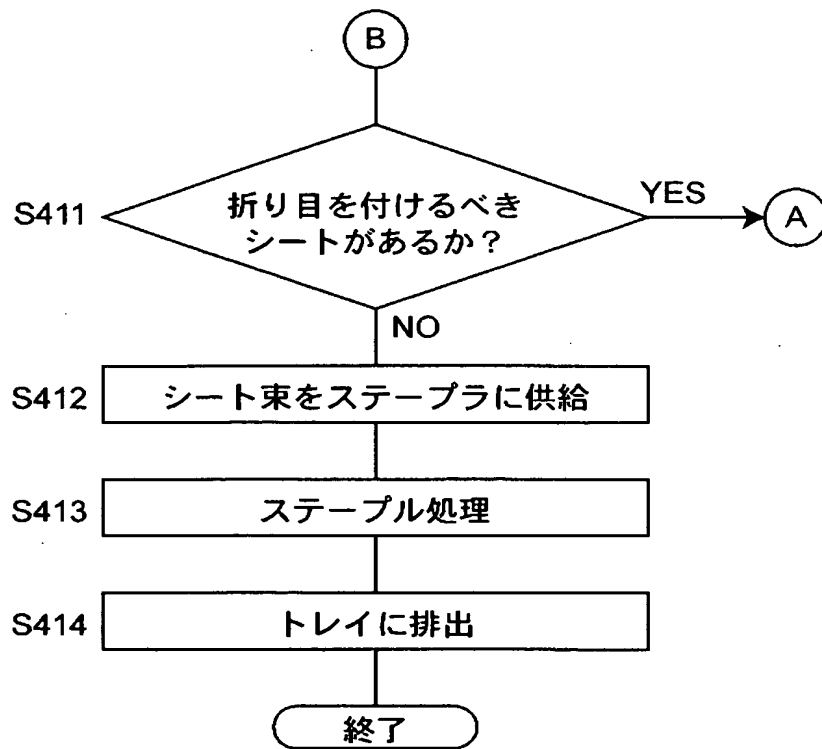 B
S411
折り目を付けるべき
シートがあるか？
YES
A
NO
S412
シート束をステープラに供給
S413
ステープル処理
S414
トレイに排出
終了